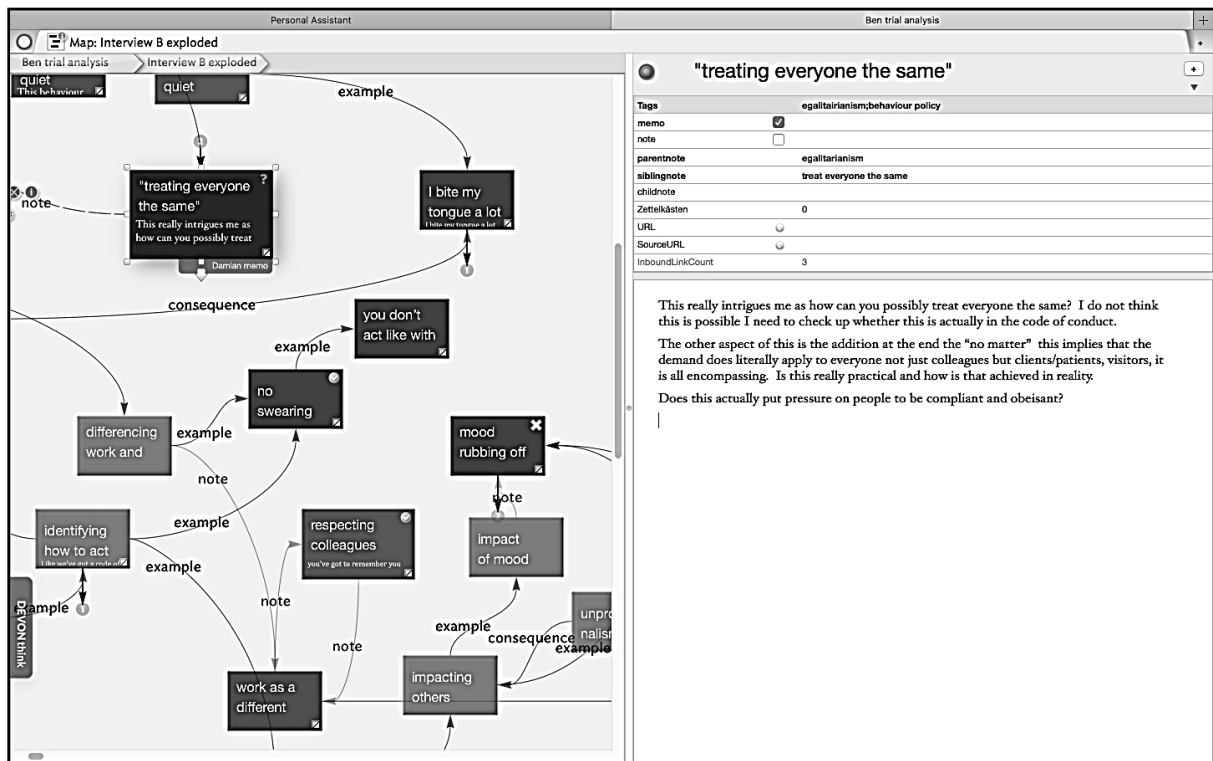 Personal Assistant
Ben trial analysis
+
Map: Interview B exploded
+
Ben trial analysis
Interview B exploded
quiet
This behaviour
quiet
example
"treating everyone
the same"
?
This really intrigues me as
how can you possibly treat
Damian memo
note
I bite my
tongue a lot
I bite my tongue a lot
consequence
you don't
act like with
example
no
swearing
differencing
work and
example
note
mood
rubbing off
note
identifying
how to act
Like we've got a code of
example
example
example
respecting
colleagues
you've got to remember you
impact
of mood
note
note
DEVONthink
example
consequence
example
unpro
nalism
work as a
different
impacting
others
"treating everyone the same"
+
Tags egalitairianism;behaviour policy
memo
note
parentnote egalitarianism
siblingnote treat everyone the same
childnote
Zettelkästen 0
URL
SourceURL
InboundLinkCount 3
This really intrigues me as how can you possibly treat everyone the same? I do not think
this is possible I need to check up whether this is actually in the code of conduct.
The other aspect of this is the addition at the end the "no matter" this implies that the
demand does literally apply to everyone not just colleagues but clients/patients, visitors, it
is all encompassing. Is this really practical and how is that achieved in reality.
Does this actually put pressure on people to be compliant and obeisant?